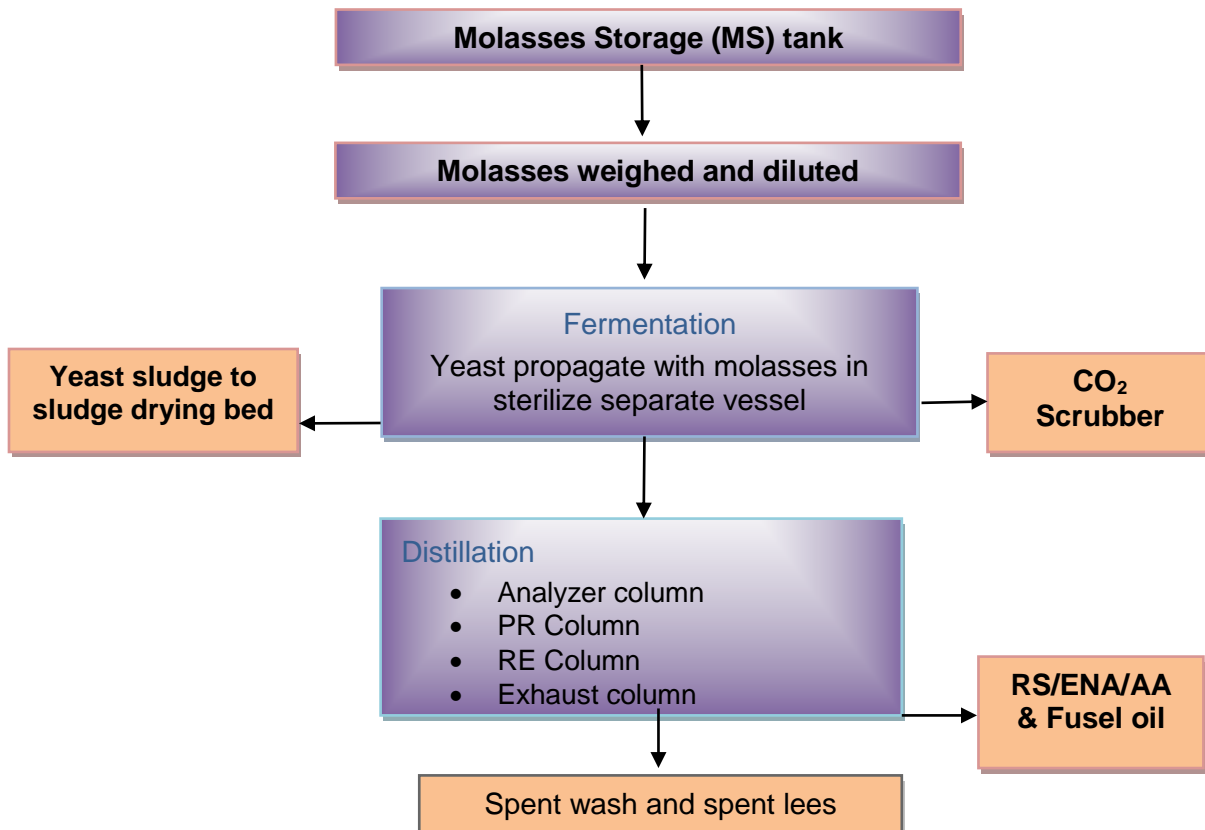 Molasses Storage (MS) tank
Molasses weighed and diluted
Fermentation
Yeast propagate with molasses in
sterilize separate vessel
Yeast sludge to
sludge drying bed
CO₂
Scrubber
Distillation
• Analyzer column
• PR Column
• RE Column
• Exhaust column
RS/ENA/AA
& Fusel oil
Spent wash and spent lees